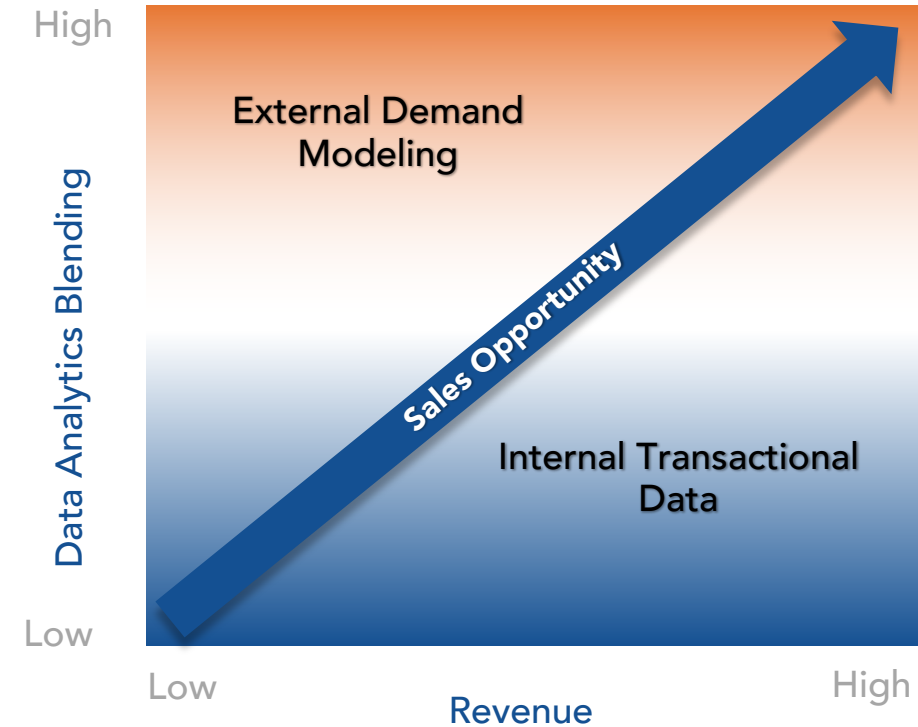 High
External Demand
Modeling
Data Analytics Blending
Sales Opportunity
Internal Transactional
Data
Low
Low
High
Revenue